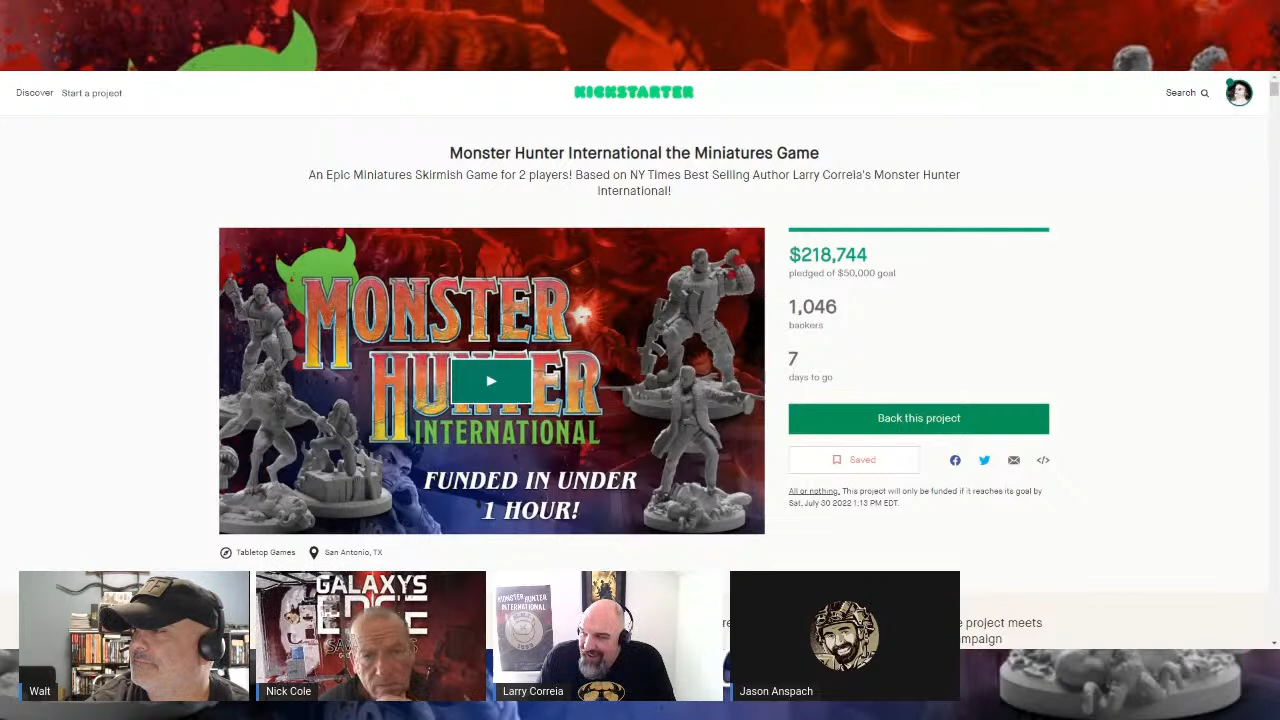 Discover Start a project
KICKSTARTER
Search
Monster Hunter International the Miniatures Game
An Epic Miniatures Skirmish Game for 2 players! Based on NY Times Best Selling Author Larry Correia's Monster Hunter
International!
MONSTER
HUNTER
INTERNATIONAL
FUNDED IN UNDER
1 HOUR!
$218,744
pledged of $50,000 goal
1,046
backers
7
days to go
Back this project
Saved
All or nothing. This project will only be funded if it reaches its goal by
Sat, July 30 2022 1:13 PM EDT.
Tabletop Games
San Antonio, TX
GALAXYS
EDGE
MONSTER HUNTER
INTERNATIONAL
e project meets
mpaign
Walt
Nick Cole
Larry Correia
Jason Anspach